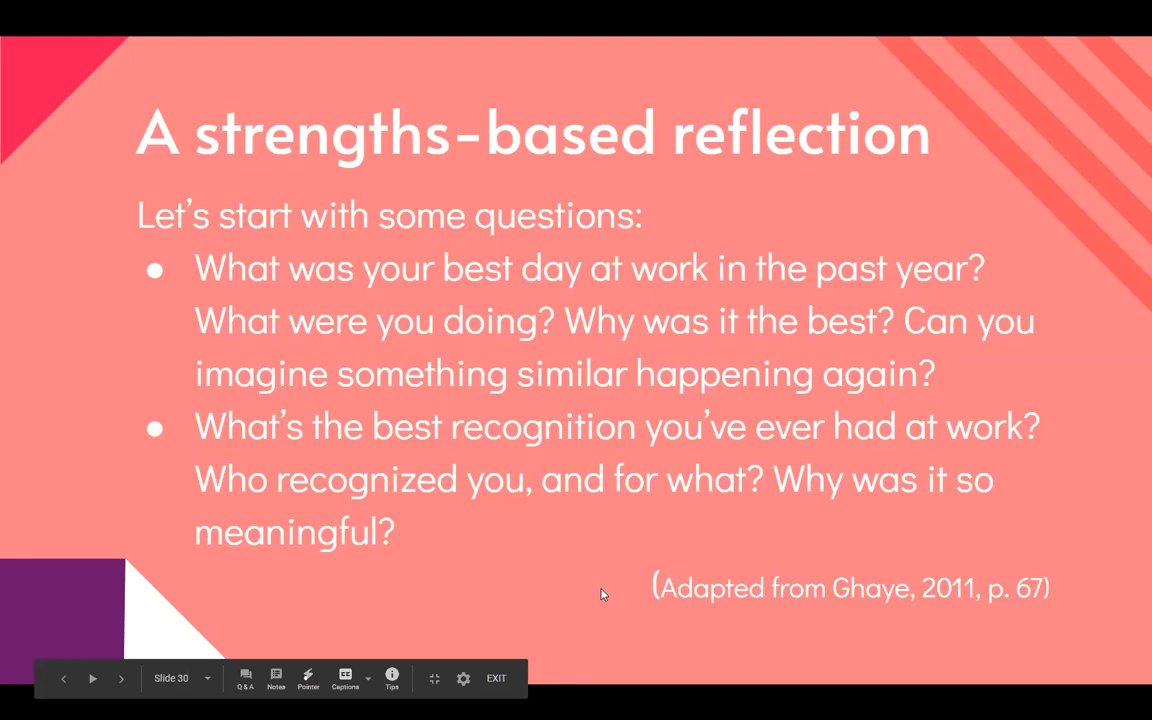 A strengths-based reflection
Let's start with some questions:
● What was your best day at work in the past year?
What were you doing? Why was it the best? Can you
imagine something similar happening again?
● What's the best recognition you've ever had at work?
Who recognized you, and for what? Why was it so
meaningful?
(Adapted from Ghaye, 2011, p. 67)
Slide 30
Q & A Notes Pointer Captions Tips EXIT